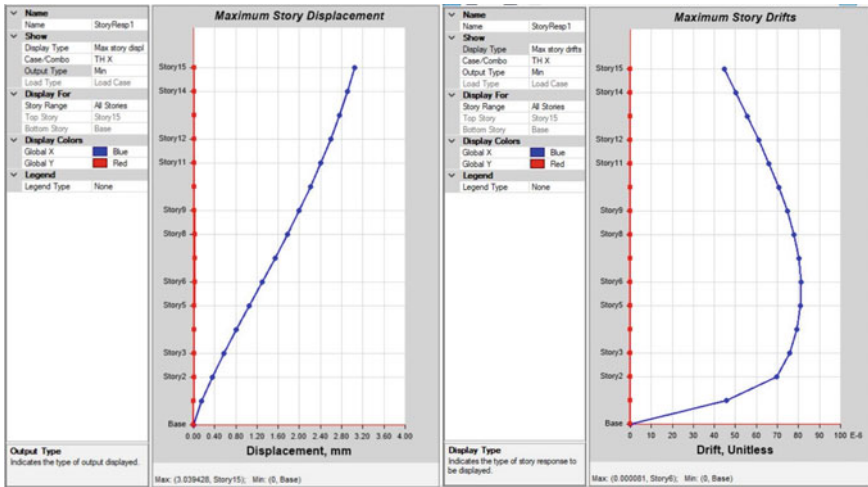 Name
Name StoryResp1
Show
Display Type Max story displ
Case/Combo TH X
Output Type Min
Load Type Load Case
Display For
Story Range All Stories
Top Story Story15
Bottom Story Base
Display Colors
Global X Blue
Global Y Red
Legend
Legend Type None
Output Type
Indicates the type of output displayed.
Maximum Story Displacement
Story15
Story14
Story12
Story11
Story9
Story8
Story6
Story5
Story3
Story2
Base
0.00 0.40 0.80 1.20 1.60 2.00 2.40 2.80 3.20 3.60 4.00
Displacement, mm
Max: (3.039428, Story15); Min: (0, Base)
Name
Name StoryResp1
Show
Display Type Max story drifts
Case/Combo TH X
Output Type Min
Load Type Load Case
Display For
Story Range All Stories
Top Story Story15
Bottom Story Base
Display Colors
Global X Blue
Global Y Red
Legend
Legend Type None
Display Type
Indicates the type of story response to
be displayed.
Maximum Story Drifts
Story15
Story14
Story12
Story11
Story9
Story8
Story6
Story5
Story3
Story2
Base
0 10 20 30 40 50 60 70 80 90 100 E-6
Drift, Unitless
Max: (0.000081, Story6); Min: (0, Base)